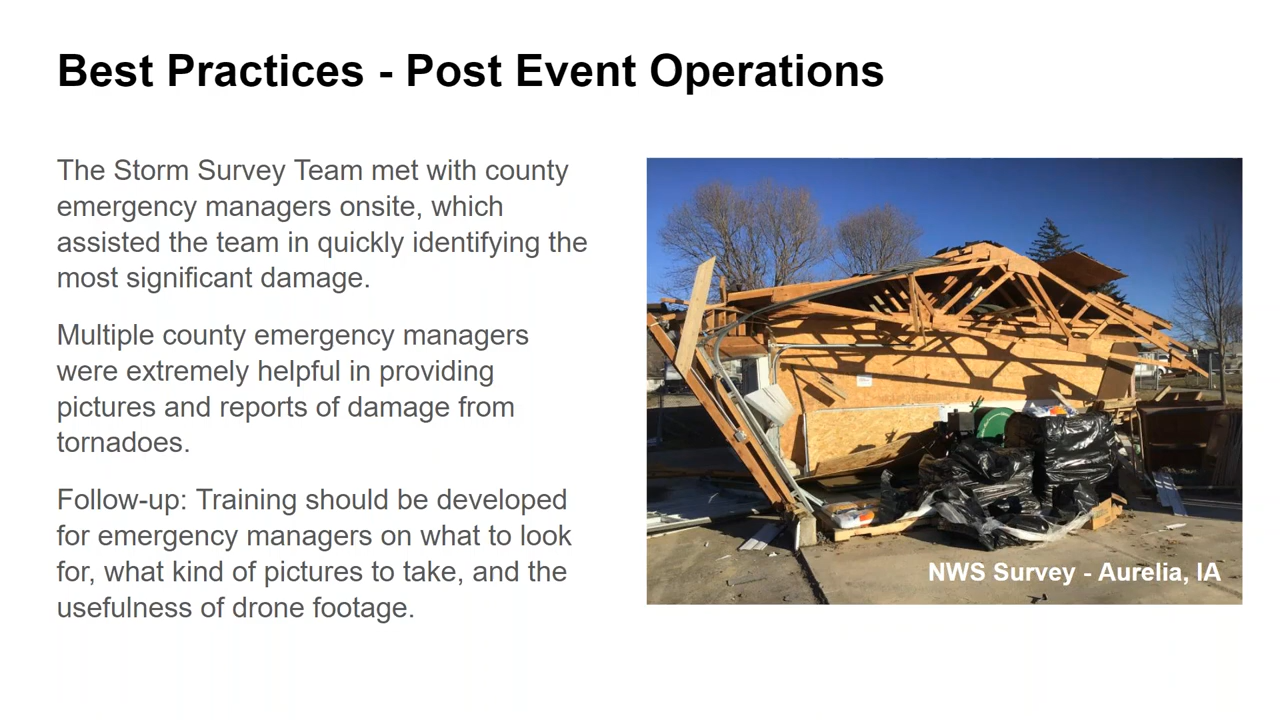 Best Practices - Post Event Operations
The Storm Survey Team met with county
emergency managers onsite, which
assisted the team in quickly identifying the
most significant damage.
Multiple county emergency managers
were extremely helpful in providing
pictures and reports of damage from
tornadoes.
Follow-up: Training should be developed
for emergency managers on what to look
for, what kind of pictures to take, and the
usefulness of drone footage.
NWS Survey - Aurelia, IA